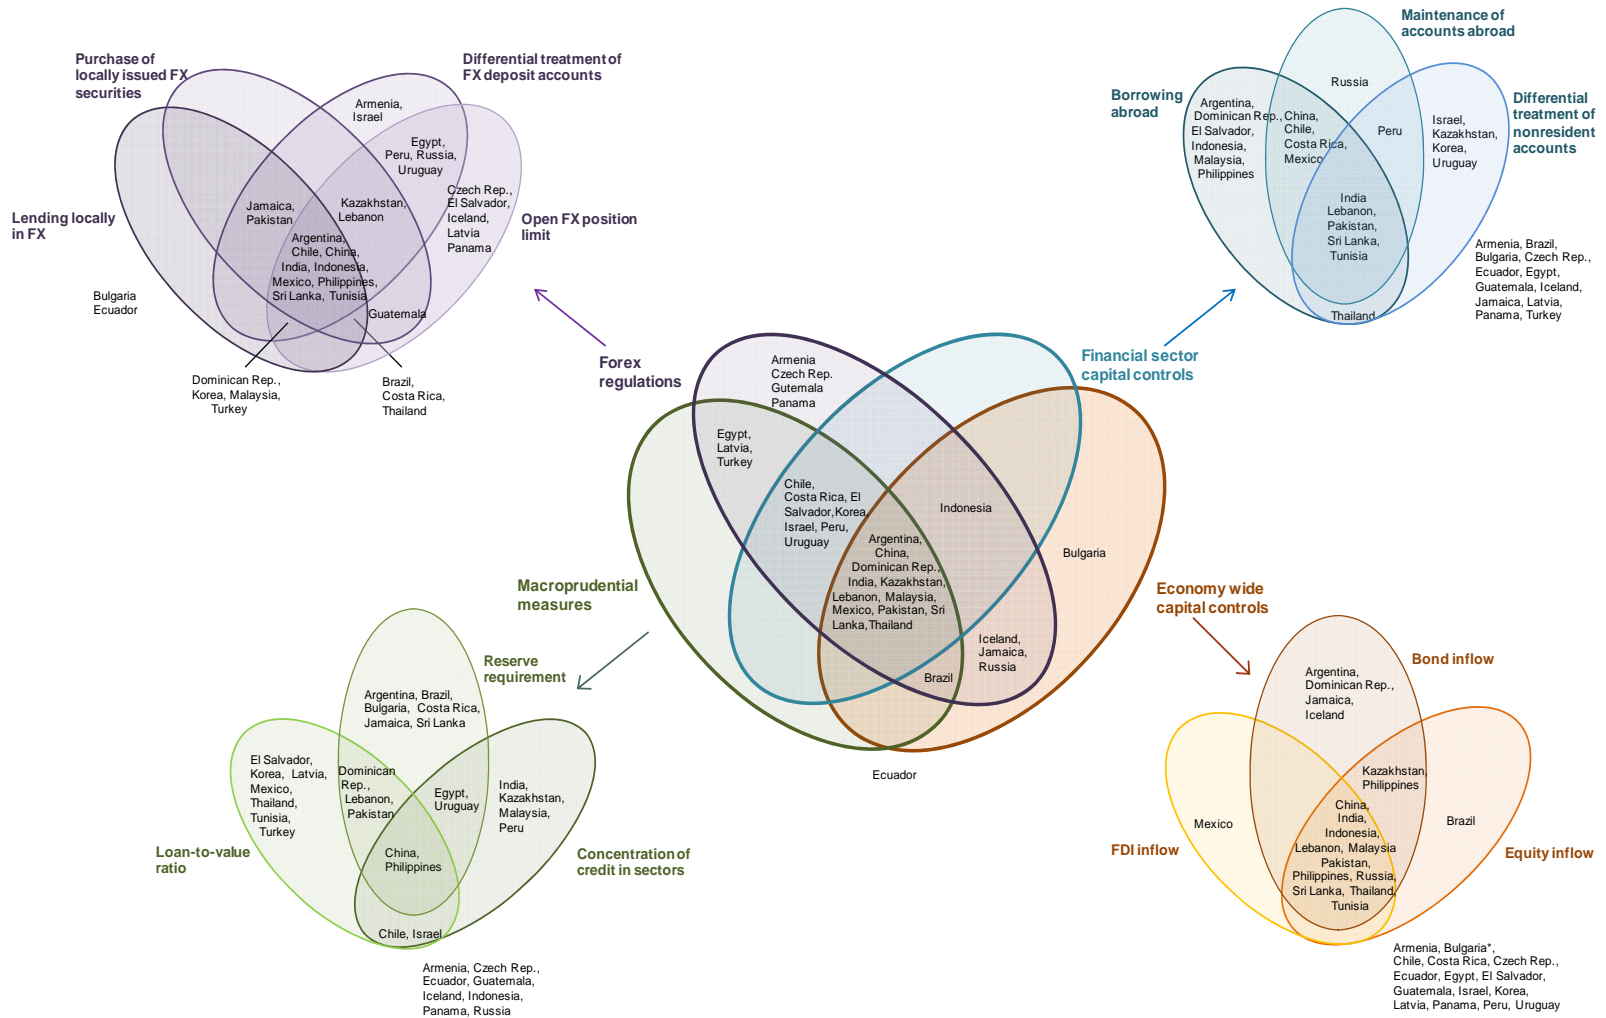 Purchase of
locally issued FX
securities
Differential treatment of
FX deposit accounts
Lending locally
in FX
Open FX position
limit
Armenia,
Israel
Egypt,
Peru, Russia,
Uruguay
Czech Rep.,
El Salvador,
Iceland,
Latvia
Panama
Jamaica,
Pakistan
Kazakhstan,
Lebanon
Argentina,
Chile, China,
India, Indonesia,
Mexico, Philippines,
Sri Lanka, Tunisia
Guatemala
Bulgaria
Ecuador
Dominican Rep.,
Korea, Malaysia,
Turkey
Brazil,
Costa Rica,
Thailand
Maintenance of
accounts abroad
Borrowing
abroad
Differential
treatment of
nonresident
accounts
Russia
Argentina,
Dominican Rep.,
El Salvador,
Indonesia,
Malaysia,
Philippines
China,
Chile,
Costa Rica,
Mexico
Peru
Israel,
Kazakhstan,
Korea,
Uruguay
India
Lebanon,
Pakistan,
Sri Lanka,
Tunisia
Thailand
Armenia, Brazil,
Bulgaria, Czech Rep.,
Ecuador, Egypt,
Guatemala, Iceland,
Jamaica, Latvia,
Panama, Turkey
Forex
regulations
Financial sector
capital controls
Macroprudential
measures
Economy wide
capital controls
Armenia
Czech Rep.
Gutemala
Panama
Egypt,
Latvia,
Turkey
Chile,
Costa Rica, El
Salvador,Korea,
Israel, Peru,
Uruguay
Indonesia
Bulgaria
Argentina,
China,
Dominican Rep.,
India, Kazakhstan,
Lebanon, Malaysia,
Mexico, Pakistan, Sri
Lanka,Thailand
Iceland,
Jamaica,
Russia
Brazil
Ecuador
Reserve
requirement
Loan-to-value
ratio
Concentration of
credit in sectors
Argentina, Brazil,
Bulgaria, Costa Rica,
Jamaica, Sri Lanka
El Salvador,
Korea, Latvia,
Mexico,
Thailand,
Tunisia,
Turkey
Dominican
Rep.,
Lebanon,
Pakistan
Egypt,
Uruguay
India,
Kazakhstan,
Malaysia,
Peru
China,
Philippines
Chile, Israel
Armenia, Czech Rep.,
Ecuador, Guatemala,
Iceland, Indonesia,
Panama, Russia
Bond inflow
FDI inflow
Equity inflow
Argentina,
Dominican Rep.,
Jamaica,
Iceland
Kazakhstan,
Philippines
Mexico
Brazil
China,
India,
Indonesia,
Lebanon, Malaysia
Pakistan,
Philippines, Russia,
Sri Lanka, Thailand,
Tunisia
Armenia, Bulgaria*,
Chile, Costa Rica, Czech Rep.,
Ecuador, Egypt, El Salvador,
Guatemala, Israel, Korea,
Latvia, Panama, Peru, Uruguay